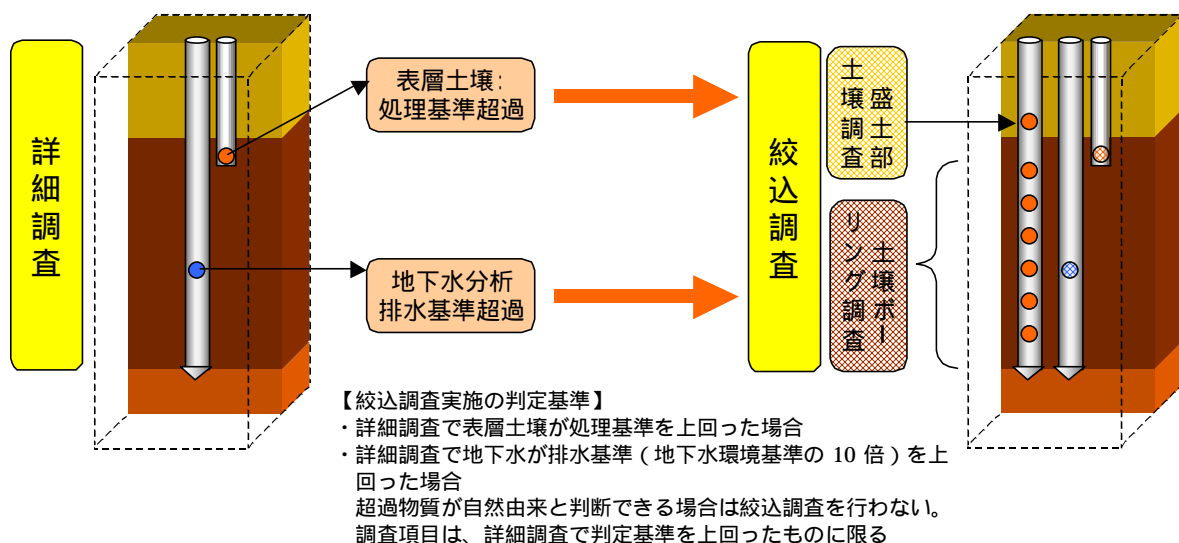 詳細調査
表層土壌:
処理基準超過
地下水分析
排水基準超過
絞込調査
盛土部
土壌調査
土壌ボー
リング調査
【絞込調査実施の判定基準】
・詳細調査で表層土壌が処理基準を上回った場合
・詳細調査で地下水が排水基準(地下水環境基準の 10 倍)を上
回った場合
超過物質が自然由来と判断できる場合は絞込調査を行わない。
調査項目は、詳細調査で判定基準を上回ったものに限る